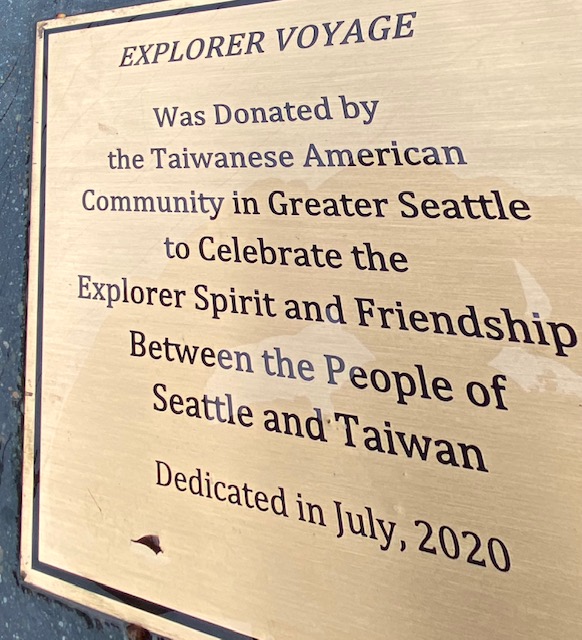 EXPLORER VOYAGE
Was Donated by
the Taiwanese American
Community in Greater Seattle
to Celebrate the
Explorer Spirit and Friendship
Between the People of
Seattle and Taiwan
Dedicated in July, 2020